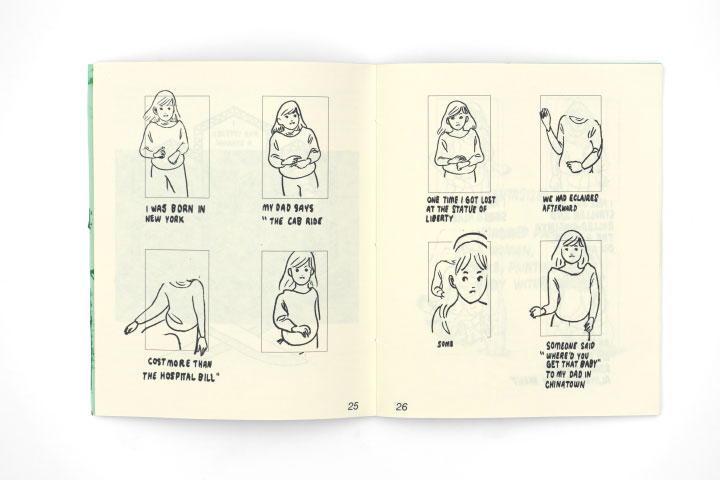 I WAS BORN IN
NEW YORK
MY DAD SAYS
"THE CAB RIDE
COST MORE THAN
THE HOSPITAL BILL"
25
ONE TIME I GOT LOST
AT THE STATUE OF
LIBERTY
WE HAD ECLAIRES
AFTERWARD
SOME
SOMEONE SAID
"WHERE'D YOU
GET THAT BABY"
TO MY DAD IN
CHINATOWN
26